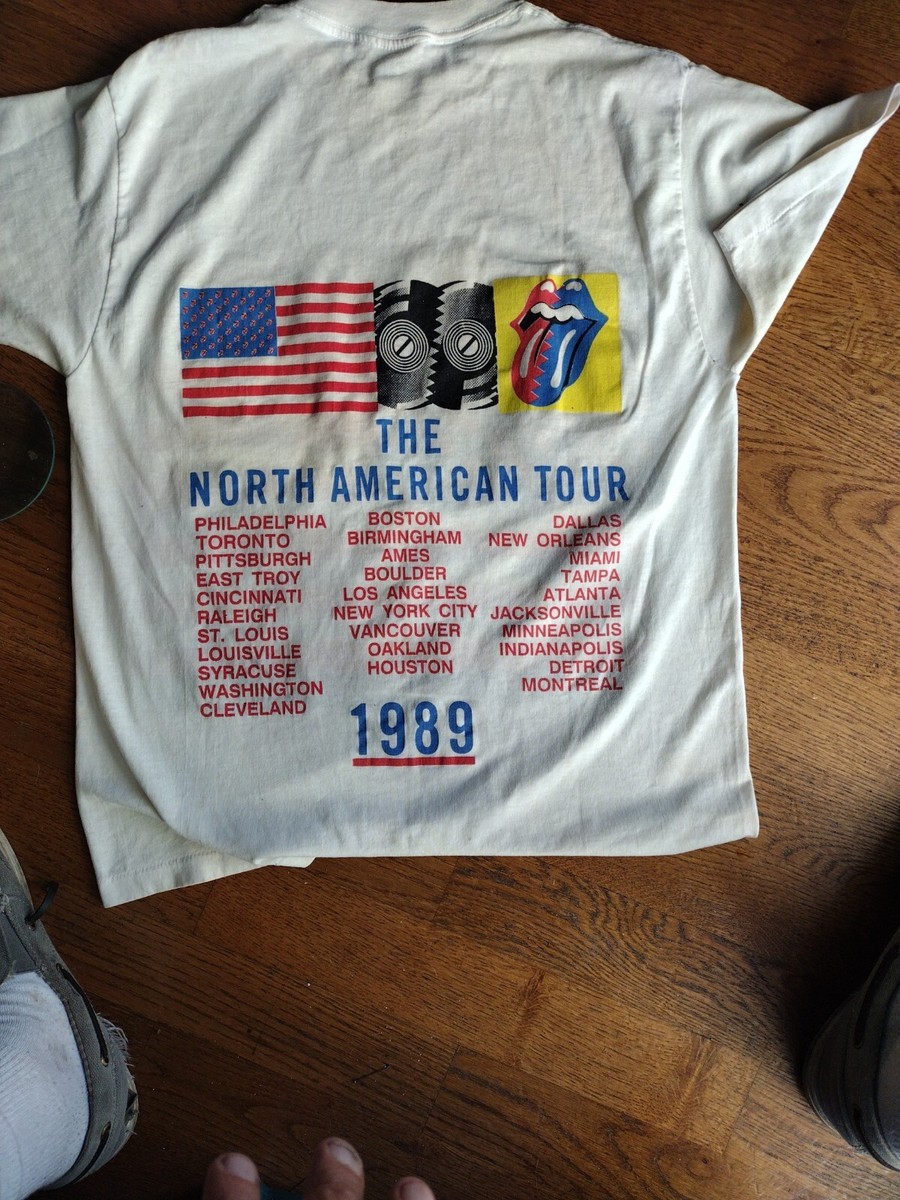 THE
NORTH AMERICAN TOUR
PHILADELPHIA
TORONTO
PITTSBURGH
EAST TROY
CINCINNATI
RALEIGH
ST. LOUIS
LOUISVILLE
SYRACUSE
WASHINGTON
CLEVELAND
BOSTON
BIRMINGHAM
AMES
BOULDER
LOS ANGELES
NEW YORK CITY
VANCOUVER
OAKLAND
HOUSTON
DALLAS
NEW ORLEANS
MIAMI
TAMPA
ATLANTA
JACKSONVILLE
MINNEAPOLIS
INDIANAPOLIS
DETROIT
MONTREAL
1989